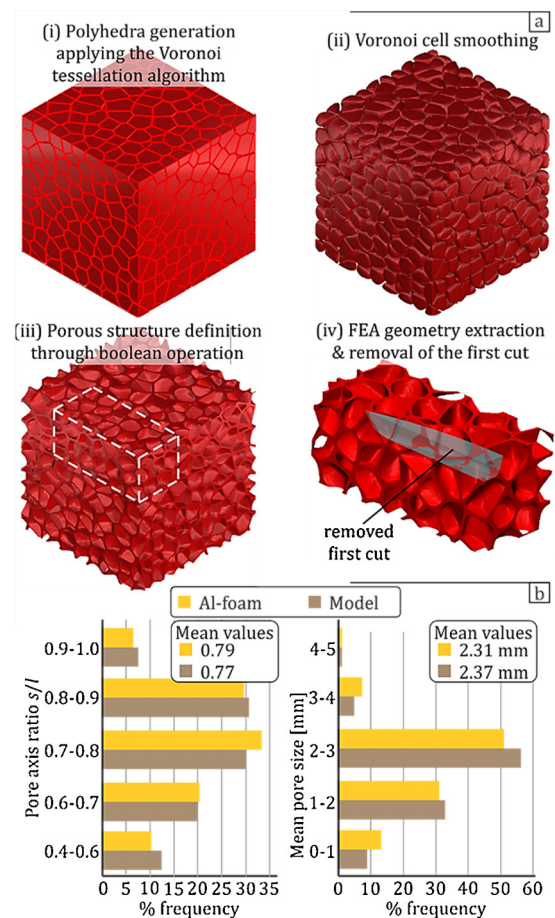 (i) Polyhedra generation
applying the Voronoi
tessellation algorithm
a
(ii) Voronoi cell smoothing
(iii) Porous structure definition
through boolean operation
(iv) FEA geometry extraction
& removal of the first cut
removed
first cut
b
Al-foam
Model
Pore axis ratio s/l
0.9-1.0
0.8-0.9
0.7-0.8
0.6-0.7
0.4-0.6
Mean values
0.79
0.77
0 5 10 15 20 25 30 35
% frequency
Mean pore size [mm]
4-5
3-4
2-3
1-2
0-1
Mean values
2.31 mm
2.37 mm
0 10 20 30 40 50 60
% frequency